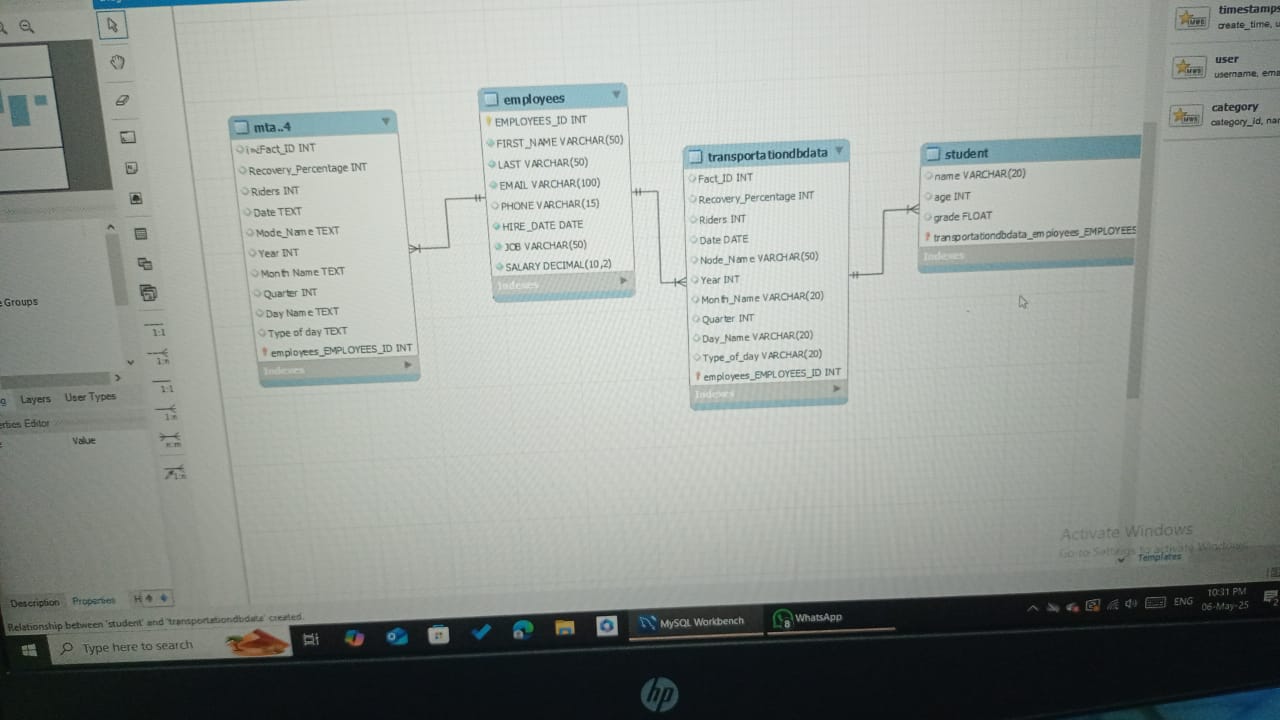 timestamps
create_time, u
user
username, ema
category
category_id, nar
mta..4
Fact_ID INT
Recovery_Percentage INT
Riders INT
Date TEXT
Mode_Name TEXT
Year INT
Month Name TEXT
Quarter INT
Day Name TEXT
Type of day TEXT
employees_EMPLOYEES_ID INT
Indexes
employees
EMPLOYEES_ID INT
FIRST_NAME VARCHAR(50)
LAST VARCHAR(50)
EMAIL VARCHAR(100)
PHONE VARCHAR(15)
HIRE_DATE DATE
JOB VARCHAR(50)
SALARY DECIMAL(10,2)
Indexes
transportationdbdata
Fact_ID INT
Recovery_Percentage INT
Riders INT
Date DATE
Node_Name VARCHAR(50)
Year INT
Month_Name VARCHAR(20)
Quarter INT
Day_Name VARCHAR(20)
Type_of_day VARCHAR(20)
employees_EMPLOYEES_ID INT
Indexes
student
name VARCHAR(20)
age INT
grade FLOAT
transportationdbdata_employees_EMPLOYEES
Indexes
Groups
1:1
1:n
1:1
1:n
n:m
1:n
Layers
User Types
Editor
Value
Activate Windows
Go to Settings to activate Windows.
Templates
Description
Properties
H
Relationship between 'student' and 'transportationdbdata' created.
Type here to search
MySQL Workbench
8
WhatsApp
ENG
10:31 PM
06-May-25
hp